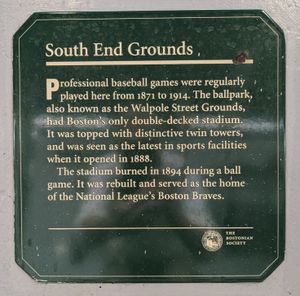 South End Grounds
Professional baseball games were regularly
played here from 1871 to 1914. The ballpark,
also known as the Walpole Street Grounds,
had Boston's only double-decked stadium.
It was topped with distinctive twin towers,
and was seen as the latest in sports facilities
when it opened in 1888.
The stadium burned in 1894 during a ball
game. It was rebuilt and served as the home
of the National League's Boston Braves.
THE
BOSTONIAN
SOCIETY